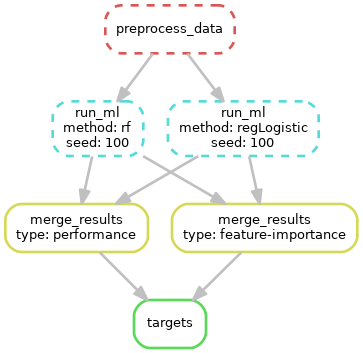 preprocess_data
run_ml
method: rf
seed: 100
run_ml
method: regLogistic
seed: 100
merge_results
type: performance
merge_results
type: feature-importance
targets